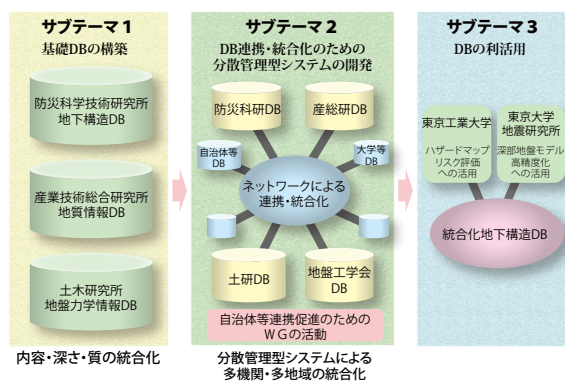 サブテーマ 1
基礎DBの構築
防災科学技術研究所
地下構造DB
産業技術総合研究所
地質情報DB
土木研究所
地盤力学情報DB
内容・深さ・質の統合化
サブテーマ 2
DB連携・統合化のための
分散管理型システムの開発
防災科研DB
産総研DB
自治体等
DB
大学等
DB
ネットワークによる
連携・統合化
土研DB
地盤工学会
DB
自治体等連携促進のための
WGの活動
分散管理型システムによる
多機関・多地域の統合化
サブテーマ 3
DBの利活用
東京工業大学
ハザードマップ
リスク評価
への活用
東京大学
地震研究所
深部地盤モデル
高精度化
への活用
統合化地下構造DB